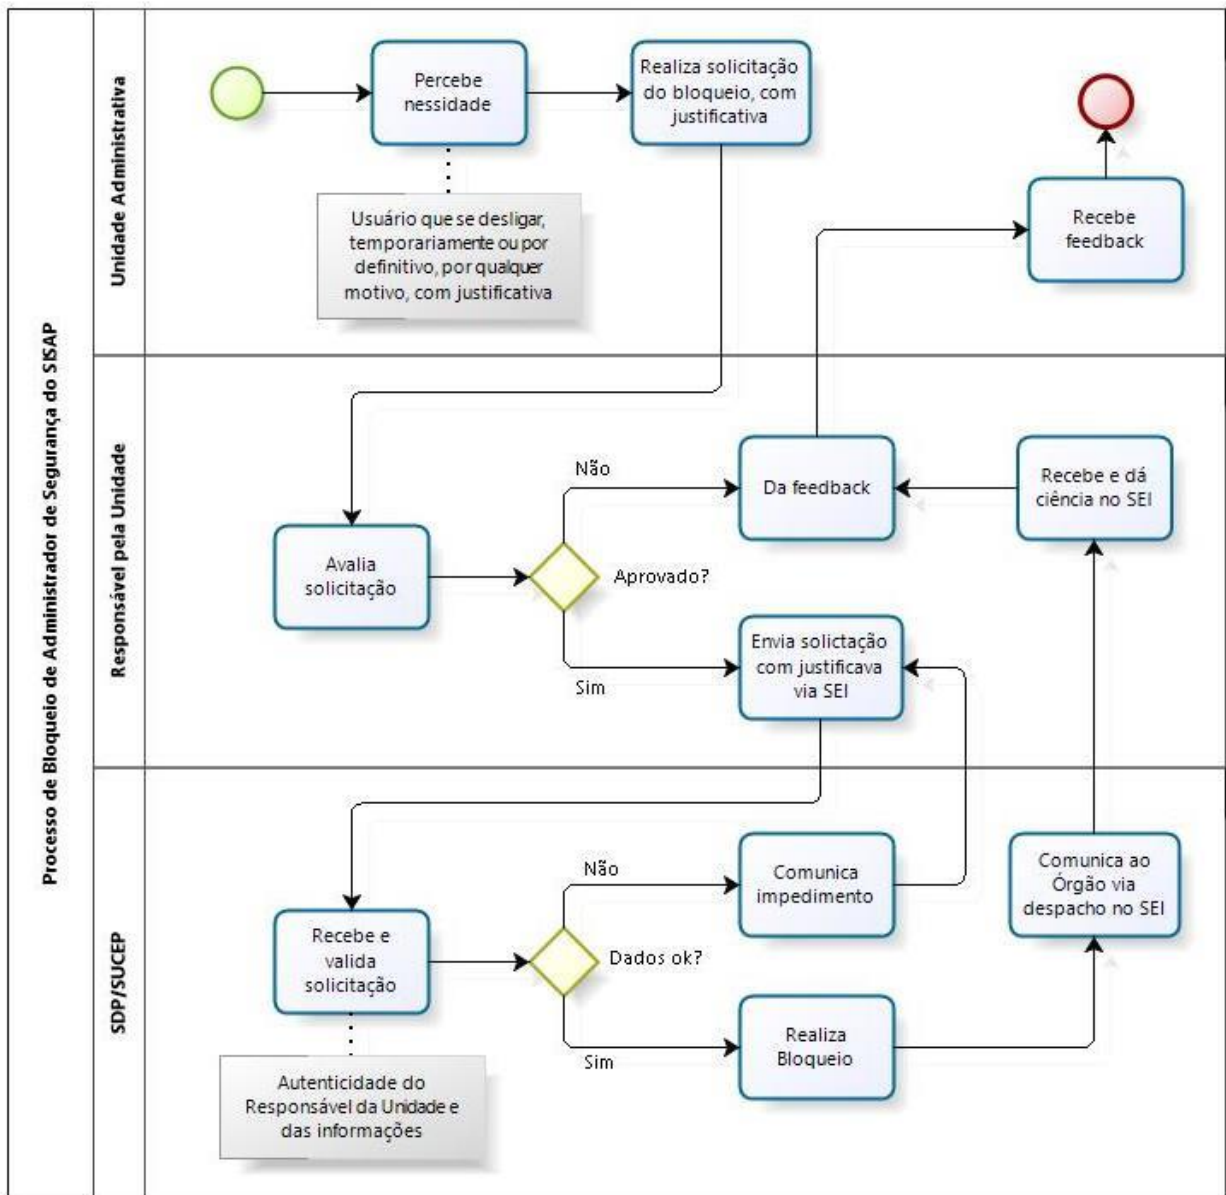 Processo de Bloqueio de Administrador de Segurança do SISAP
Unidade Administrativa
Percebe
nessidade
Realiza solicitação
do bloqueio, com
justificativa
Usuário que se desligar,
temporariamente ou por
definitivo, por qualquer
motivo, com justificativa
Recebe
feedback
Responsável pela Unidade
Avalia
solicitação
Não
Aprovado?
Sim
Da feedback
Recebe e dá
ciência no SEI
Envia solictação
com justificava
via SEI
SDP/SUCEP
Recebe e
valida
solicitação
Autenticidade do
Responsável da Unidade e
das informações
Não
Dados ok?
Sim
Comunica
impedimento
Realiza
Bloqueio
Comunica ao
Órgão via
despacho no SEI